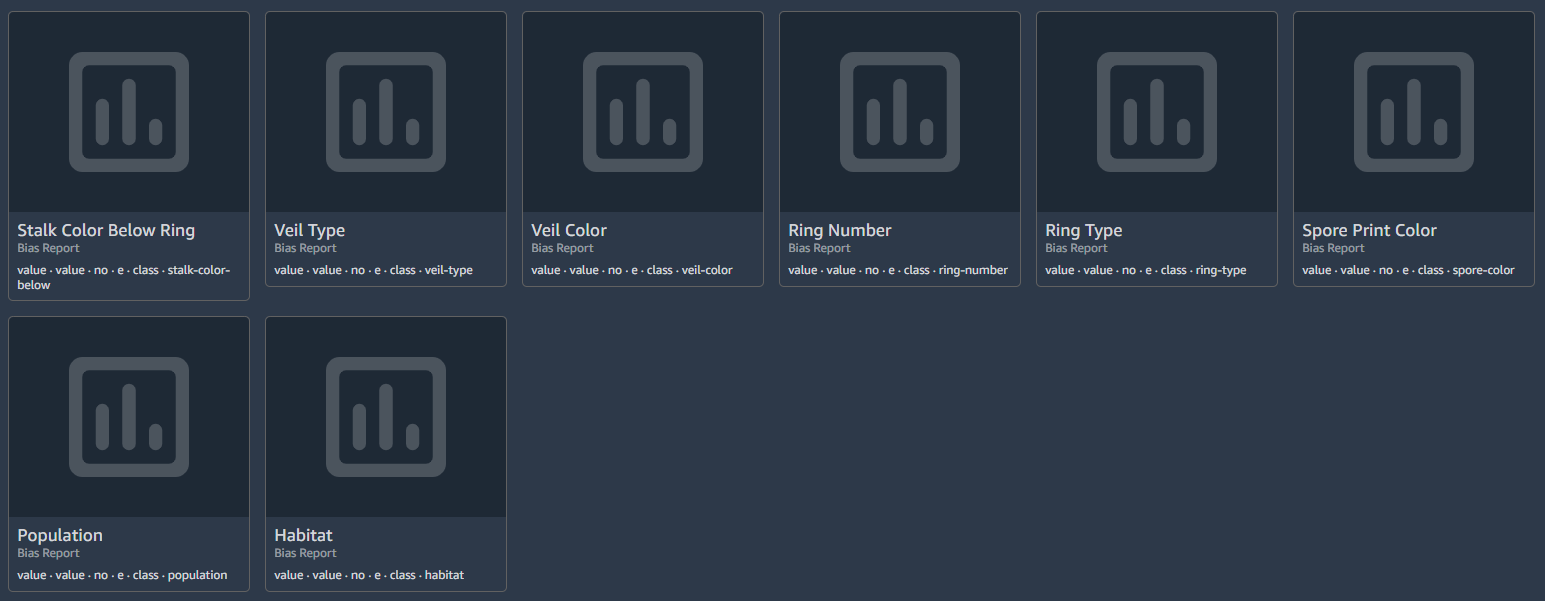 Stalk Color Below Ring
Bias Report
value · value · no · e · class · stalk-color-
below
Veil Type
Bias Report
value · value · no · e · class · veil-type
Veil Color
Bias Report
value · value · no · e · class · veil-color
Ring Number
Bias Report
value · value · no · e · class · ring-number
Ring Type
Bias Report
value · value · no · e · class · ring-type
Spore Print Color
Bias Report
value · value · no · e · class · spore-color
Population
Bias Report
value · value · no · e · class · population
Habitat
Bias Report
value · value · no · e · class · habitat